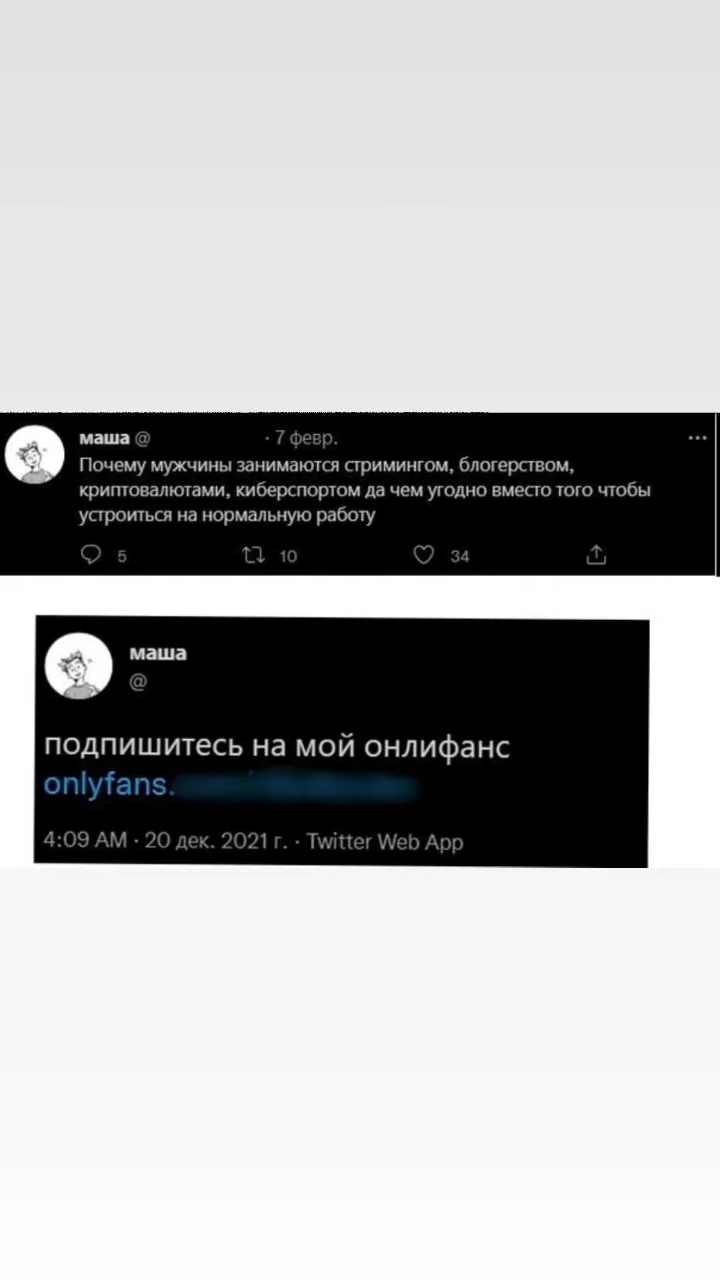 маша @ · 7 февр.
Почему мужчины занимаются стримингом, блогерством,
криптовалютами, киберспортом да чем угодно вместо того чтобы
устроиться на нормальную работу
5 10 34
маша
@
подпишитесь на мой онлифанс
onlyfans.
4:09 AM · 20 дек. 2021 г. · Twitter Web App